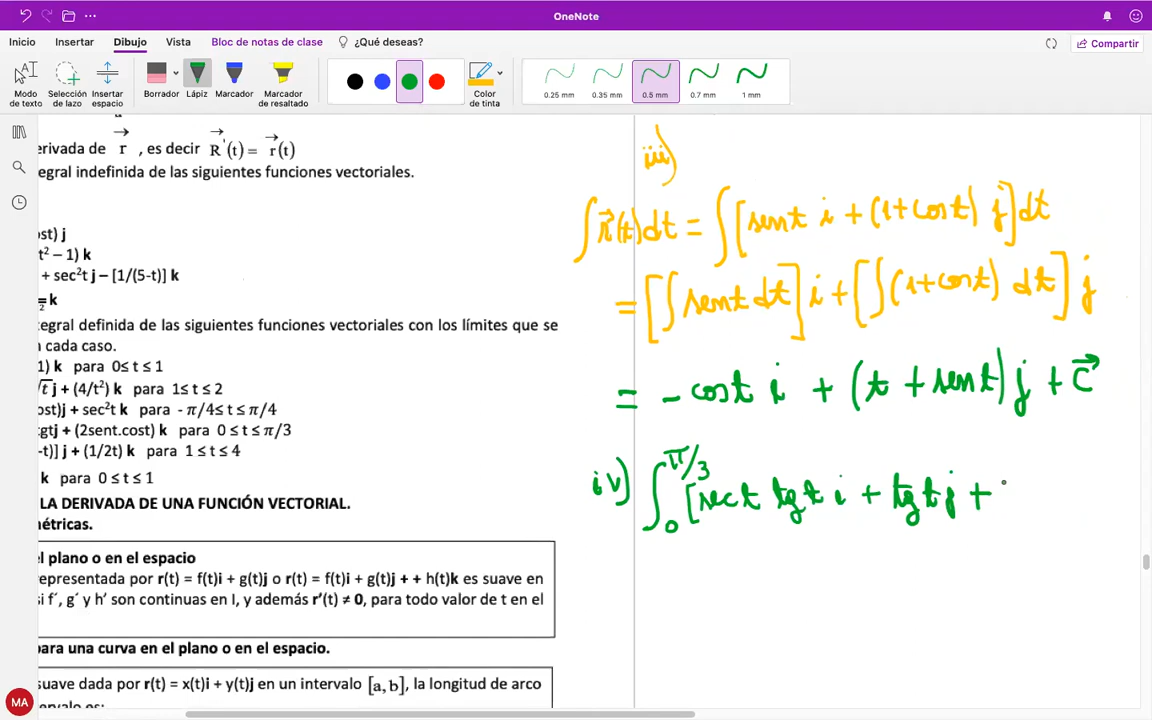 OneNote
Inicio Insertar Dibujo Vista Bloc de notas de clase ¿Qué deseas? Compartir
Modo de texto
Selección de lazo
Insertar espacio
Borrador
Lápiz
Marcador
Marcador de resaltado
Color de tinta
0.25 mm 0.35 mm 0.5 mm 0.7 mm 1 mm
erivada de r⃗ , es decir R⃗'(t) = r⃗(t)
egral indefinida de las siguientes funciones vectoriales.
ost) j
t² – 1) k
+ sec²t j – [1/(5-t)] k
k
egral definida de las siguientes funciones vectoriales con los límites que se
cada caso.
1) k para 0≤ t ≤ 1
√t j + (4/t²) k para 1≤ t ≤ 2
ost)j + sec²t k para - π/4≤ t ≤ π/4
tgtj + (2sent.cost) k para 0 ≤ t ≤ π/3
-t)] j + (1/2t) k para 1 ≤ t ≤ 4
k para 0 ≤ t ≤ 1
LA DERIVADA DE UNA FUNCIÓN VECTORIAL.
métricas.
el plano o en el espacio
representada por r(t) = f(t)i + g(t)j o r(t) = f(t)i + g(t)j + + h(t)k es suave en
si f´, g´ y h’ son continuas en I, y además r’(t) ≠ 0, para todo valor de t en el
para una curva en el plano o en el espacio.
suave dada por r(t) = x(t)i + y(t)j en un intervalo [a,b], la longitud de arco
ervalo es:
iii)
∫ r⃗(t) dt = ∫ [sent i + (1+cost) j] dt
= [∫ sent dt] i + [∫ (1+cost) dt] j
= - cost i + (t + sent) j + c⃗
iv) ∫₀^π/3 [sect tgt i + tgt j +
MA